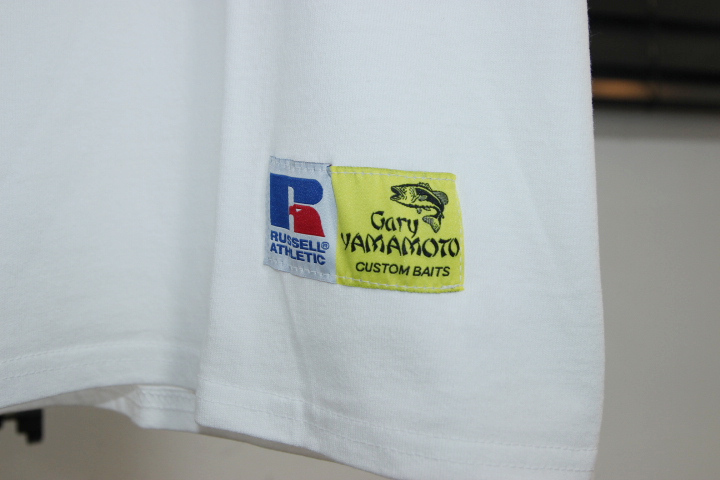 R
RUSSELL®
ATHLETIC
Gary
YAMAMOTO
CUSTOM BAITS